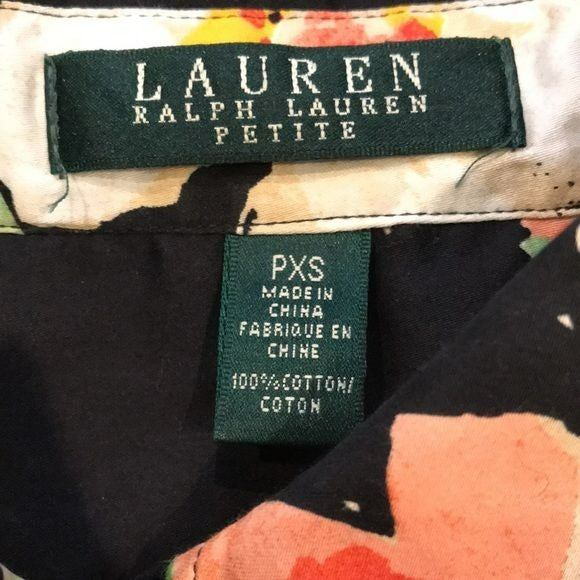 LAUREN
RALPH LAUREN
PETITE
PXS
MADE IN
CHINA
FABRIQUE EN
CHINE
100% COTTON/
COTON